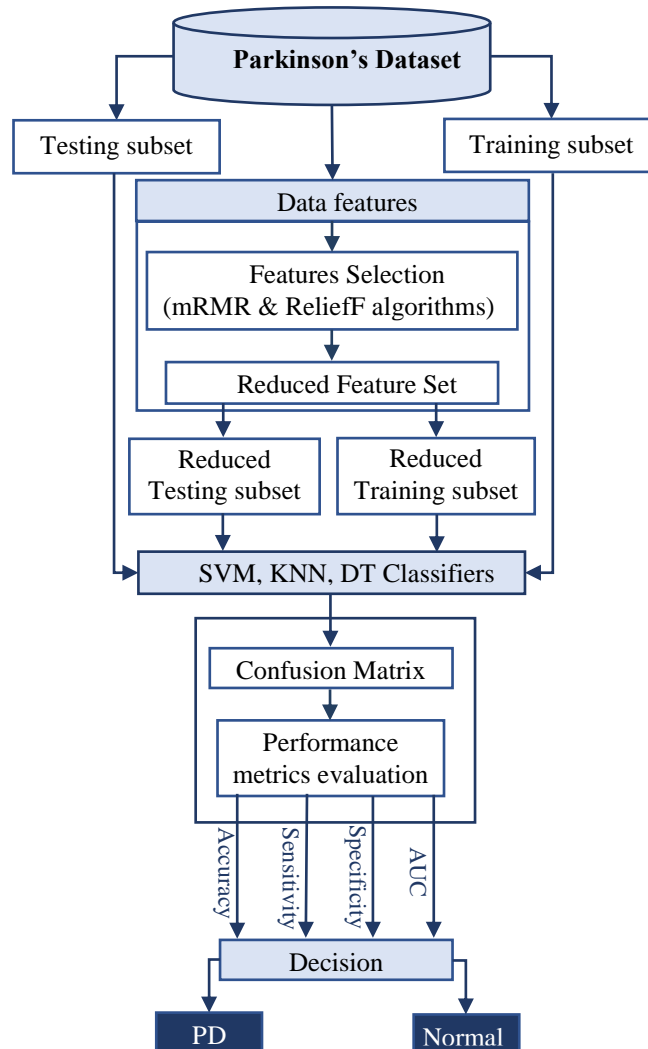 Parkinson’s Dataset
Testing subset
Training subset
Data features
Features Selection
(mRMR & ReliefF algorithms)
Reduced Feature Set
Reduced
Testing subset
Reduced
Training subset
SVM, KNN, DT Classifiers
Confusion Matrix
Performance
metrics evaluation
Accuracy
Sensitivity
Specificity
AUC
Decision
PD
Normal